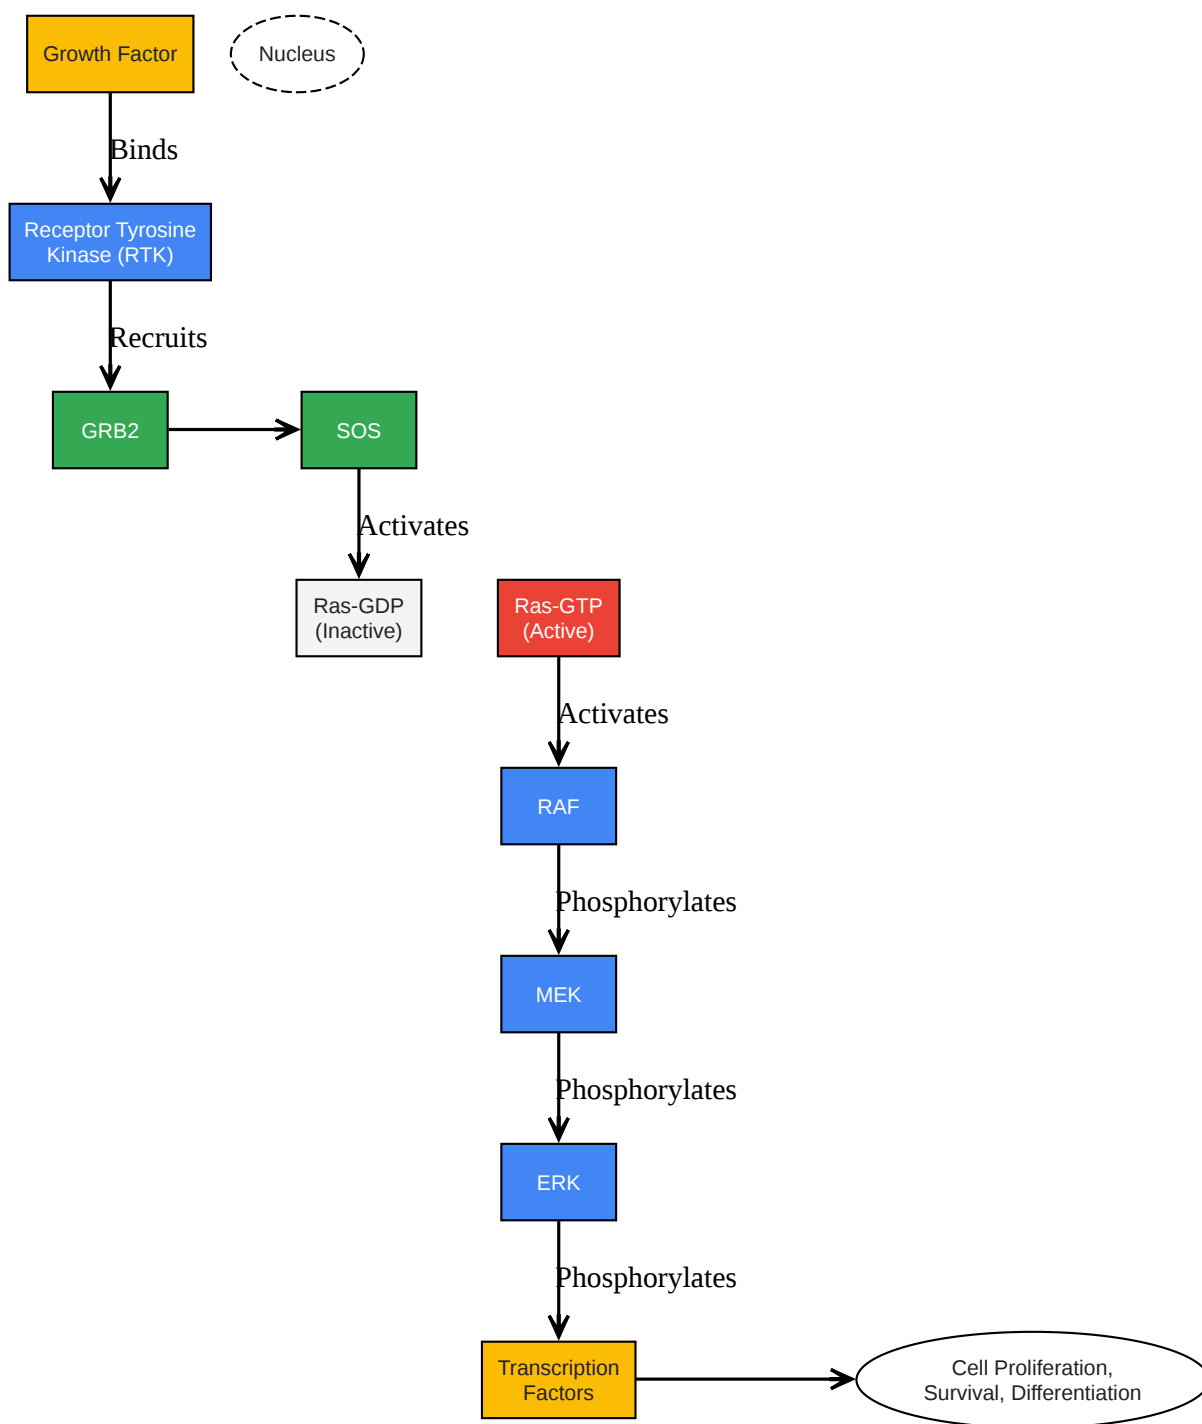 Growth Factor
Nucleus
Binds
Receptor Tyrosine
Kinase (RTK)
Recruits
GRB2
SOS
Activates
Ras-GDP
(Inactive)
Ras-GTP
(Active)
Activates
RAF
Phosphorylates
MEK
Phosphorylates
ERK
Phosphorylates
Transcription
Factors
Cell Proliferation,
Survival, Differentiation